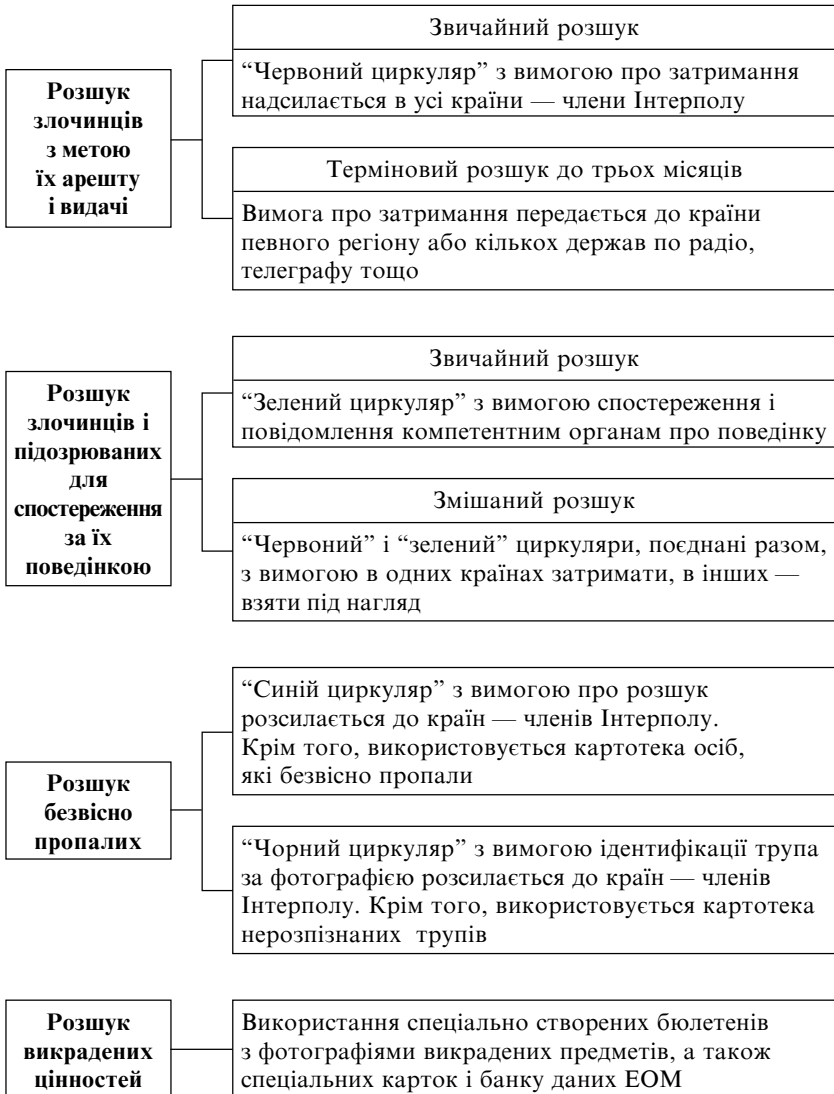 Розшук
злочинців
з метою
їх арешту
і видачі
Звичайний розшук
“Червоний циркуляр” з вимогою про затримання
надсилається в усі країни — члени Інтерполу
Терміновий розшук до трьох місяців
Вимога про затримання передається до країни
певного регіону або кількох держав по радіо,
телеграфу тощо
Розшук
злочинців і
підозрюваних
для
спостереження
за їх
поведінкою
Звичайний розшук
“Зелений циркуляр” з вимогою спостереження і
повідомлення компетентним органам про поведінку
Змішаний розшук
“Червоний” і “зелений” циркуляри, поєднані разом,
з вимогою в одних країнах затримати, в інших —
взяти під нагляд
Розшук
безвісно
пропалих
“Синій циркуляр” з вимогою про розшук
розсилається до країн — членів Інтерполу.
Крім того, використовується картотека осіб,
які безвісно пропали
“Чорний циркуляр” з вимогою ідентифікації трупа
за фотографією розсилається до країн — членів
Інтерполу. Крім того, використовується картотека
нерозпізнаних трупів
Розшук
викрадених
цінностей
Використання спеціально створених бюлетенів
з фотографіями викрадених предметів, а також
спеціальних карток і банку даних ЕОМ